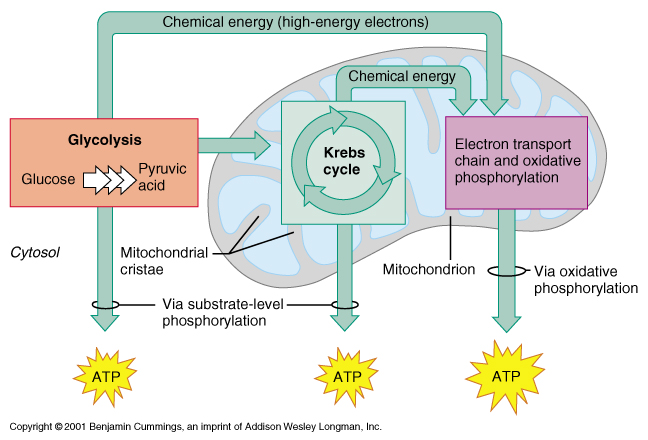 Chemical energy (high-energy electrons)
Chemical energy
Glycolysis
Glucose
Pyruvic
acid
Krebs
cycle
Electron transport
chain and oxidative
phosphorylation
Cytosol
Mitochondrial
cristae
Mitochondrion
Via oxidative
phosphorylation
Via substrate-level
phosphorylation
ATP
ATP
ATP
Copyright © 2001 Benjamin Cummings, an imprint of Addison Wesley Longman, Inc.